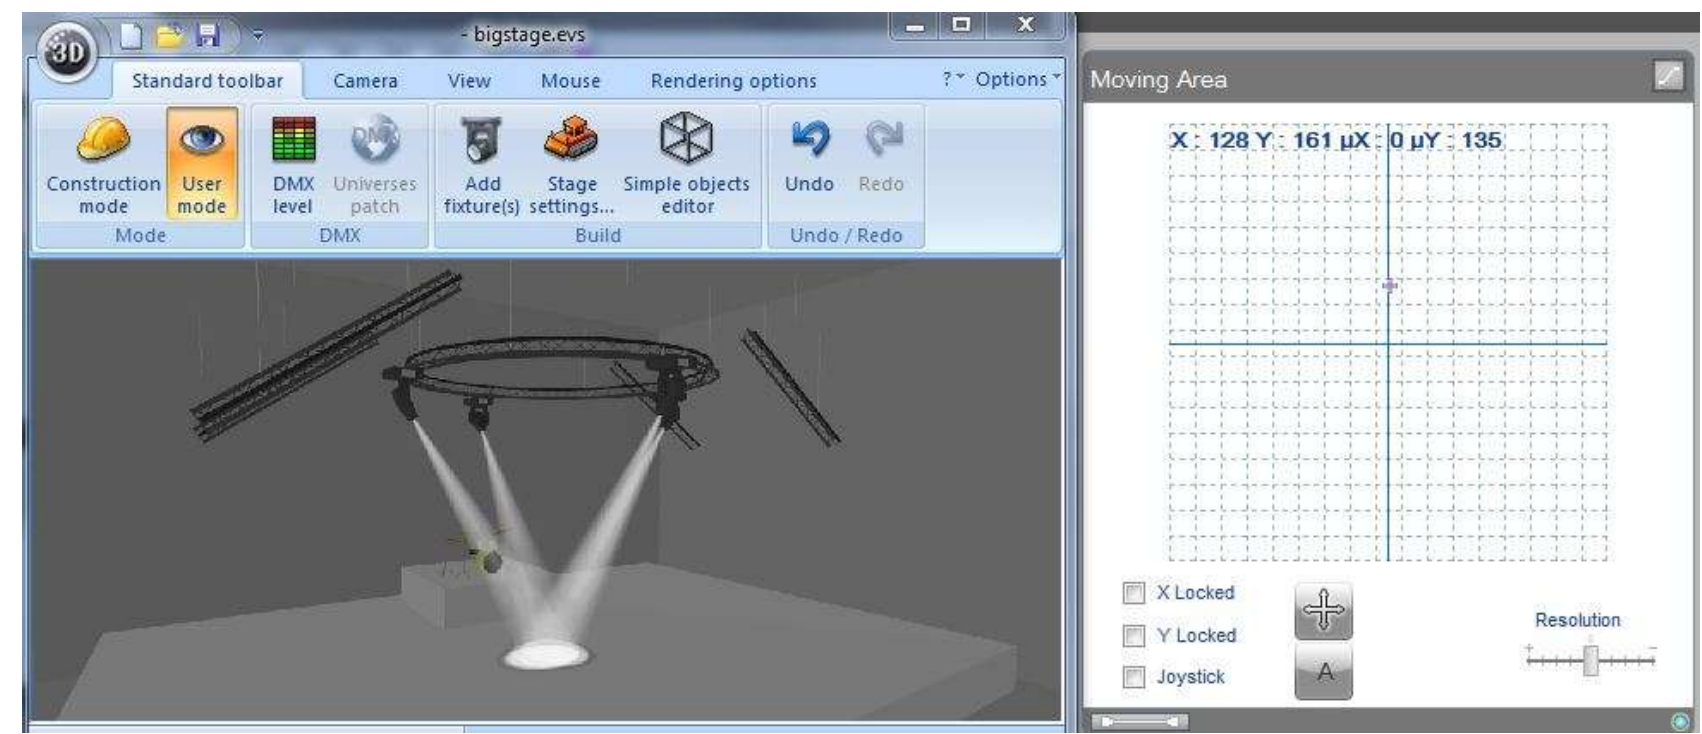 3D
- bigstage.evs
Standard toolbar Camera View Mouse Rendering options ? Options
Construction mode
User mode
DMX level
DMX
Universes patch
Add fixture(s)
Stage settings...
Simple objects editor
Undo
Redo
Mode DMX Build Undo / Redo
Moving Area
X : 128 Y : 161 µX : 0 µY : 135
X Locked
Y Locked
Joystick
A
Resolution
+ -